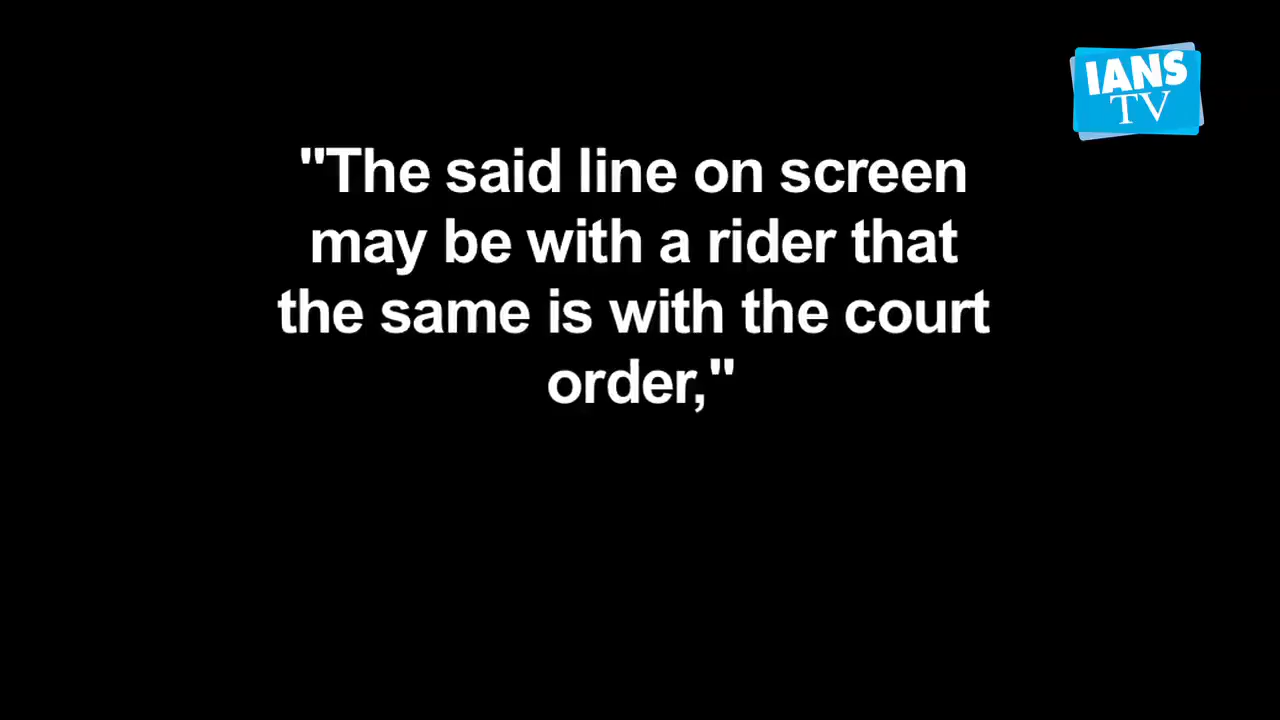 IANS
TV
"The said line on screen
may be with a rider that
the same is with the court
order,"